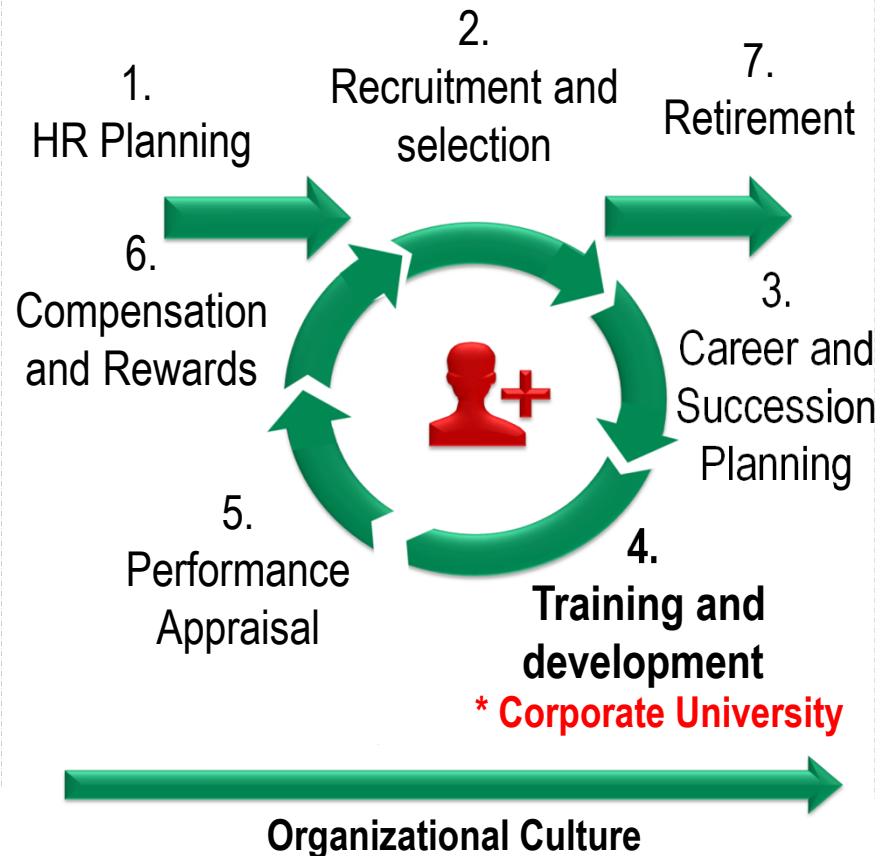 1.
HR Planning
2.
Recruitment and
selection
7.
Retirement
6.
Compensation
and Rewards
3.
Career and
Succession
Planning
5.
Performance
Appraisal
4.
Training and
development
* Corporate University
Organizational Culture